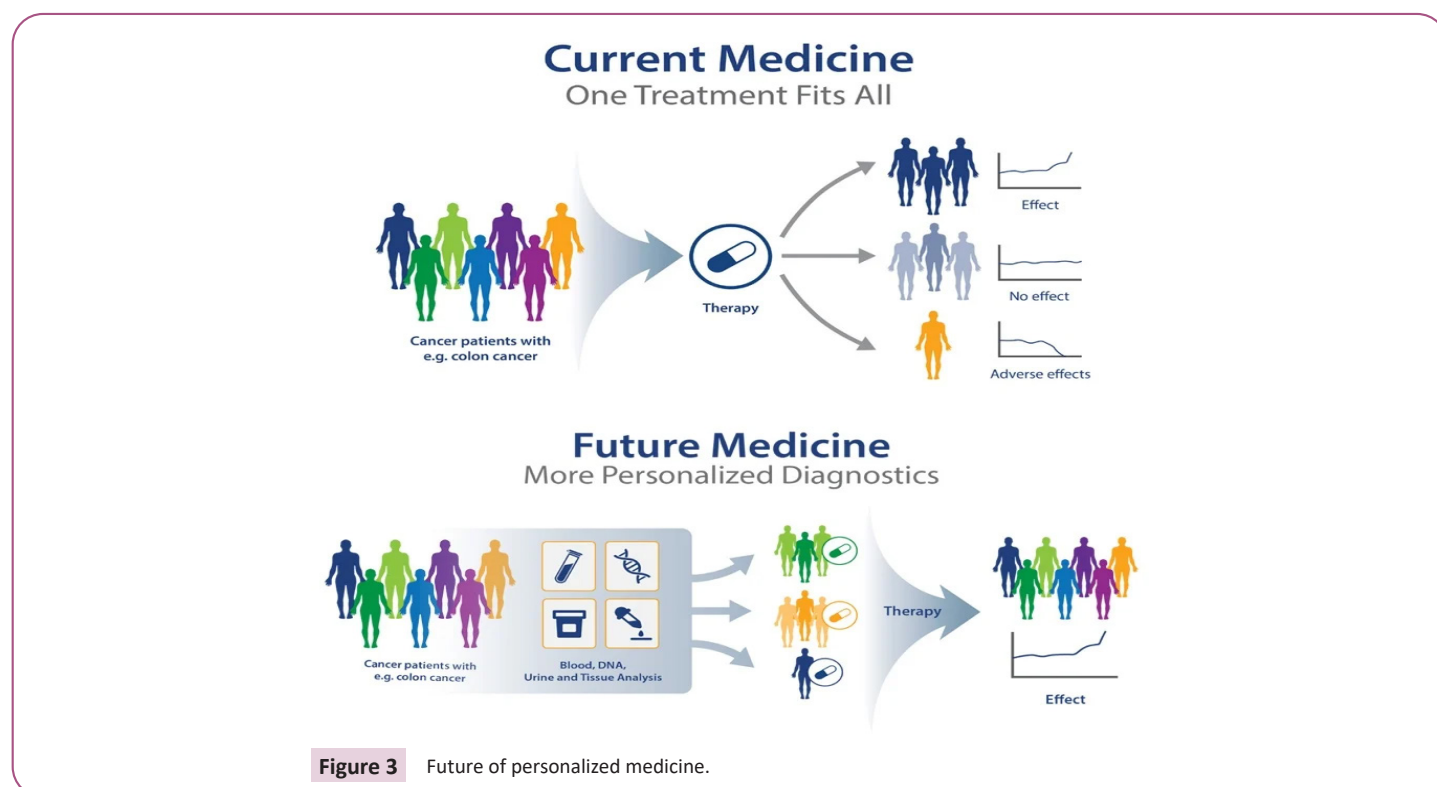 Current Medicine
One Treatment Fits All
Cancer patients with
e.g. colon cancer
Therapy
Effect
No effect
Adverse effects
Future Medicine
More Personalized Diagnostics
Cancer patients with
e.g. colon cancer
Blood, DNA,
Urine and Tissue Analysis
Therapy
Effect
Figure 3 Future of personalized medicine.